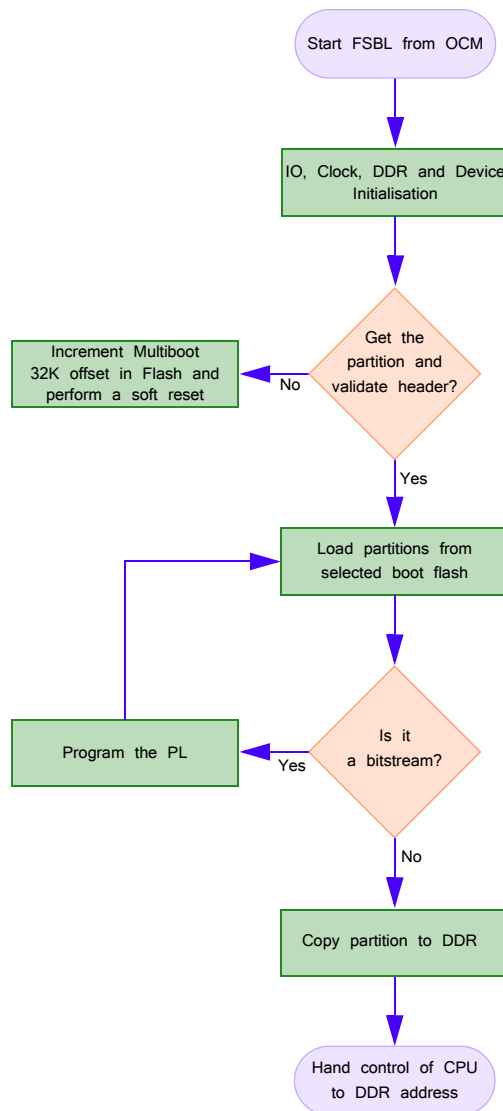 Start FSBL from OCM
IO, Clock, DDR and Device
Initialisation
Get the
partition and
validate header?
Increment Multiboot
32K offset in Flash and
perform a soft reset
No
Yes
Load partitions from
selected boot flash
Is it
a bitstream?
Program the PL
Yes
No
Copy partition to DDR
Hand control of CPU
to DDR address